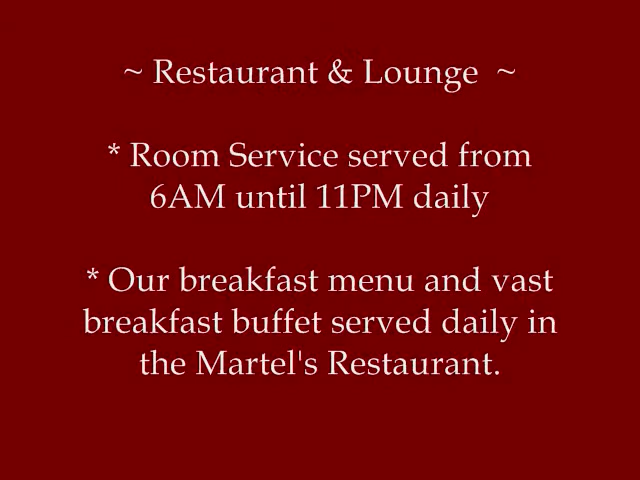 ~ Restaurant & Lounge ~
* Room Service served from
6AM until 11PM daily
* Our breakfast menu and vast
breakfast buffet served daily in
the Martel's Restaurant.